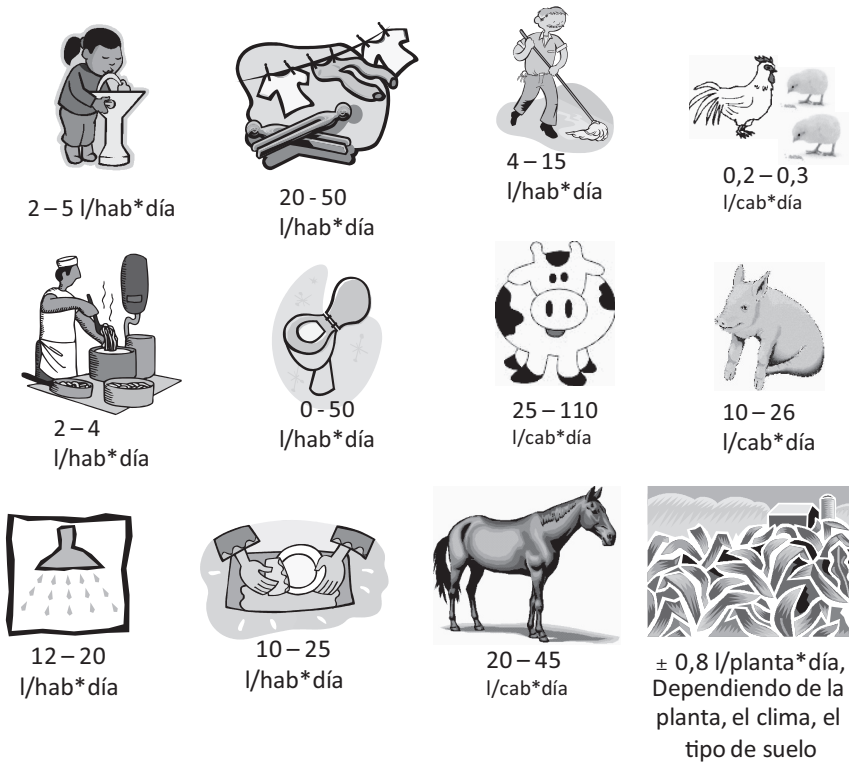 2 – 5 l/hab*día
20 - 50
l/hab*día
4 – 15
l/hab*día
0,2 – 0,3
l/cab*día
2 – 4
l/hab*día
0 - 50
l/hab*día
25 – 110
l/cab*día
10 – 26
l/cab*día
12 – 20
l/hab*día
10 – 25
l/hab*día
20 – 45
l/cab*día
± 0,8 l/planta*día,
Dependiendo de la
planta, el clima, el
tipo de suelo